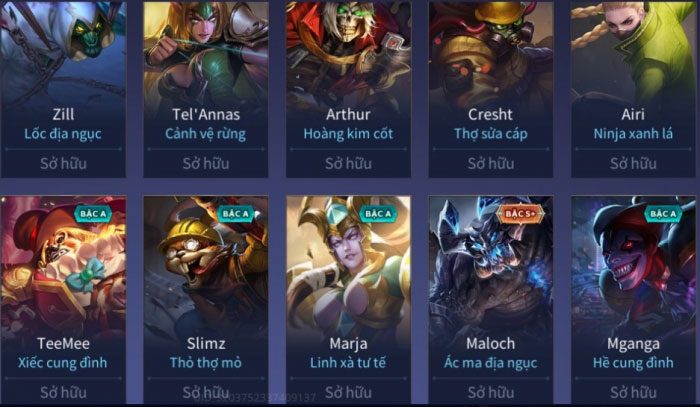 Zill
Lốc địa ngục
Sở hữu
Tel'Annas
Cảnh vệ rừng
Sở hữu
Arthur
Hoàng kim cốt
Sở hữu
Cresht
Thợ sửa cáp
Sở hữu
Airi
Ninja xanh lá
Sở hữu
BẬC A
TeeMee
Xiếc cung đình
Sở hữu
BẬC A
Slimz
Thỏ thợ mỏ
Sở hữu
BẬC A
Marja
Linh xà tư tế
Sở hữu
BẬC S+
Maloch
Ác ma địa ngục
Sở hữu
BẬC A
Mganga
Hề cung đình
Sở hữu